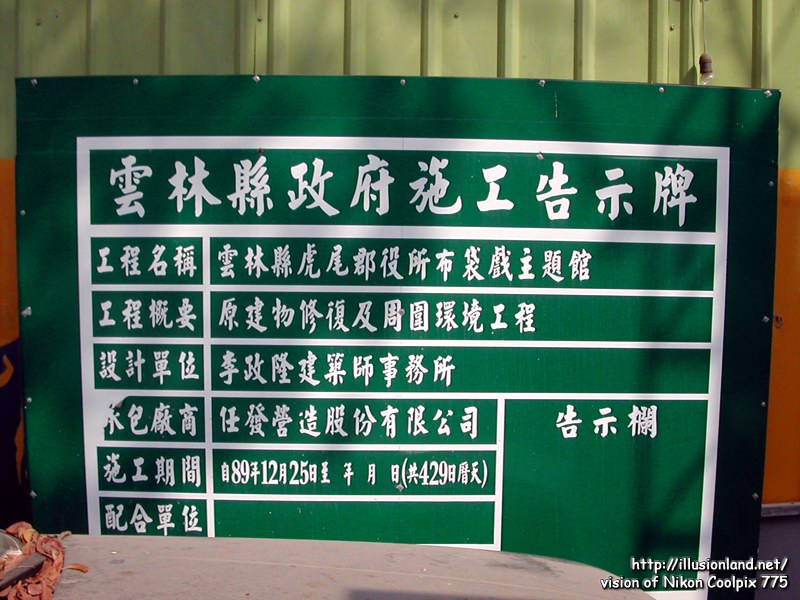 雲林縣政府施工告示牌
工程名稱 雲林縣虎尾郡役所布袋戲主題館
工程概要 原建物修復及周圍環境工程
設計單位 李政隆建築師事務所
承包廠商 任發營造股份有限公司 告示欄
施工期間 自89年12月25日至 年 月 日(共429日曆天)
配合單位
http://illusionland.net/
vision of Nikon Coolpix 775